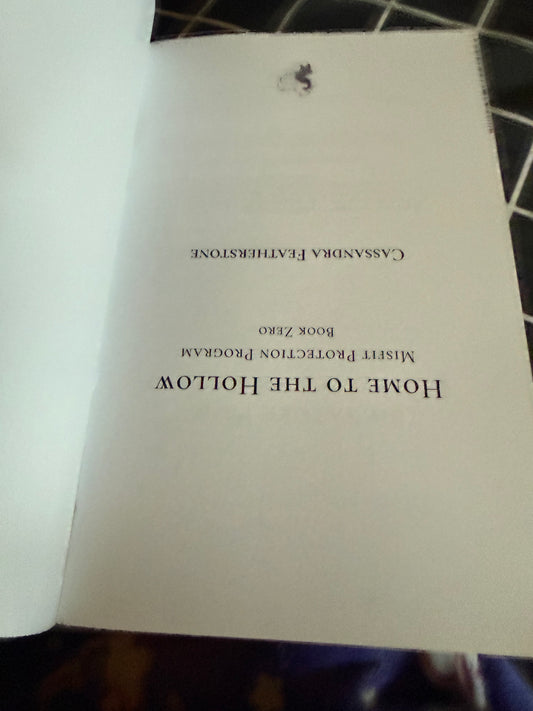 HOME TO THE HOLLOW
MISFIT PROTECTION PROGRAM
BOOK ZERO
CASSANDRA FEATHERSTONE